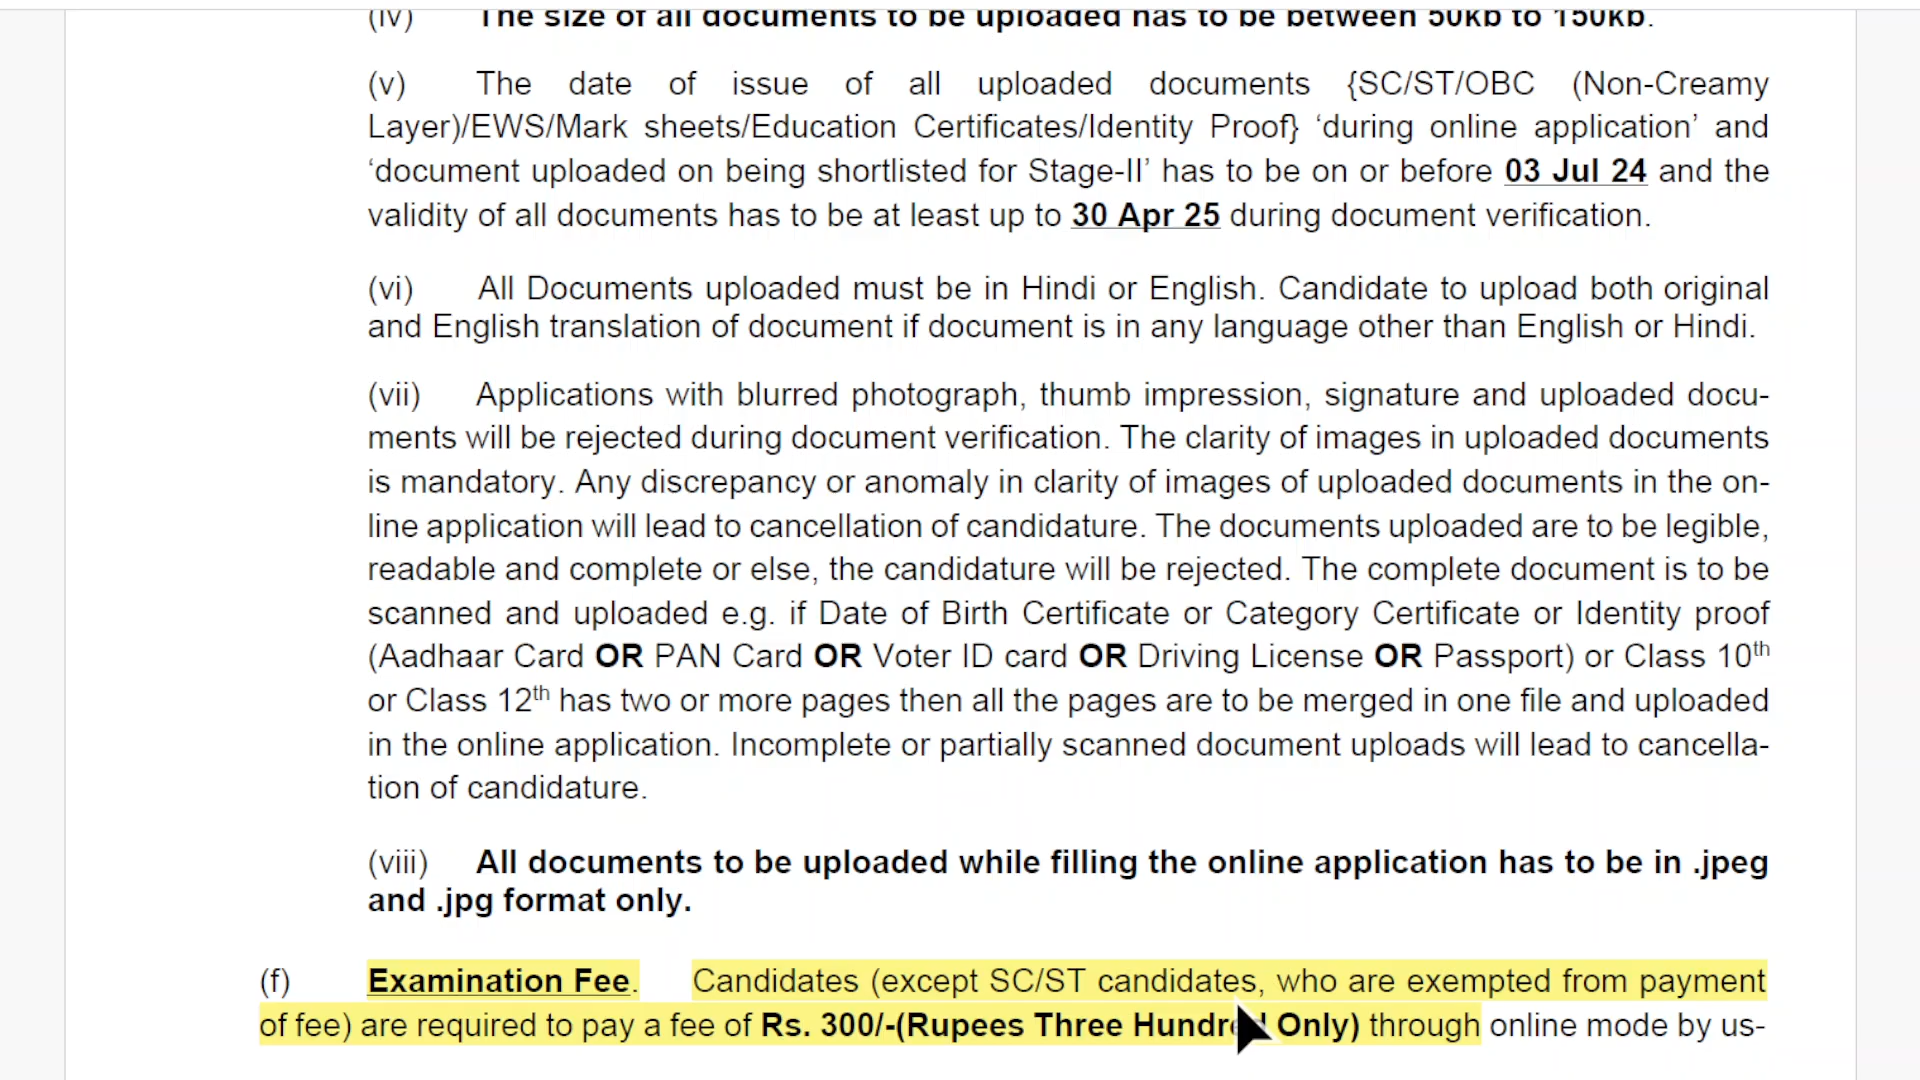 (iv) The size of all documents to be uploaded has to be between 50kb to 150kb.
(v) The date of issue of all uploaded documents {SC/ST/OBC (Non-Creamy
Layer)/EWS/Mark sheets/Education Certificates/Identity Proof} ‘during online application’ and
‘document uploaded on being shortlisted for Stage-II’ has to be on or before 03 Jul 24 and the
validity of all documents has to be at least up to 30 Apr 25 during document verification.
(vi) All Documents uploaded must be in Hindi or English. Candidate to upload both original
and English translation of document if document is in any language other than English or Hindi.
(vii) Applications with blurred photograph, thumb impression, signature and uploaded docu-
ments will be rejected during document verification. The clarity of images in uploaded documents
is mandatory. Any discrepancy or anomaly in clarity of images of uploaded documents in the on-
line application will lead to cancellation of candidature. The documents uploaded are to be legible,
readable and complete or else, the candidature will be rejected. The complete document is to be
scanned and uploaded e.g. if Date of Birth Certificate or Category Certificate or Identity proof
(Aadhaar Card OR PAN Card OR Voter ID card OR Driving License OR Passport) or Class 10th
or Class 12th has two or more pages then all the pages are to be merged in one file and uploaded
in the online application. Incomplete or partially scanned document uploads will lead to cancella-
tion of candidature.
(viii) All documents to be uploaded while filling the online application has to be in .jpeg
and .jpg format only.
(f) Examination Fee. Candidates (except SC/ST candidates, who are exempted from payment
of fee) are required to pay a fee of Rs. 300/-(Rupees Three Hundred Only) through online mode by us-